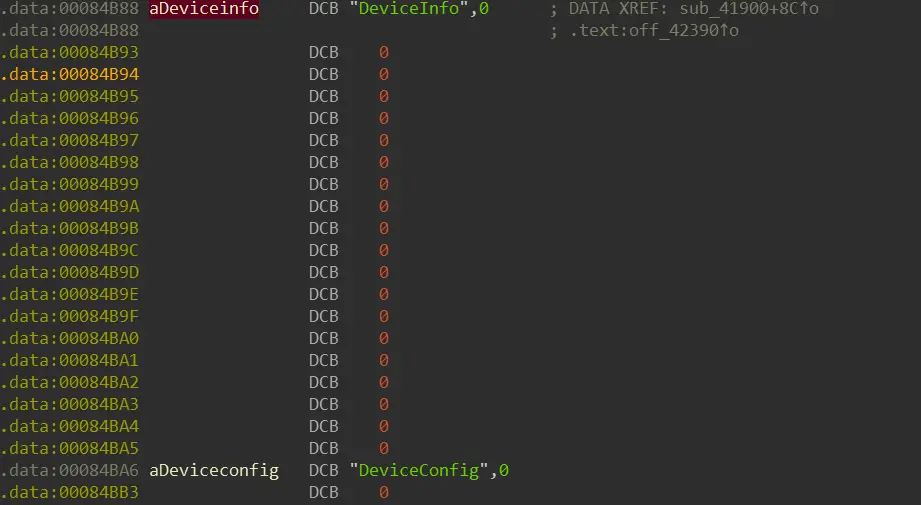 .data:00084B88 aDeviceinfo DCB "DeviceInfo",0 ; DATA XREF: sub_41900+8C↑o
.data:00084B88 ; .text:off_42390↑o
.data:00084B93 DCB 0
.data:00084B94 DCB 0
.data:00084B95 DCB 0
.data:00084B96 DCB 0
.data:00084B97 DCB 0
.data:00084B98 DCB 0
.data:00084B99 DCB 0
.data:00084B9A DCB 0
.data:00084B9B DCB 0
.data:00084B9C DCB 0
.data:00084B9D DCB 0
.data:00084B9E DCB 0
.data:00084B9F DCB 0
.data:00084BA0 DCB 0
.data:00084BA1 DCB 0
.data:00084BA2 DCB 0
.data:00084BA3 DCB 0
.data:00084BA4 DCB 0
.data:00084BA5 DCB 0
.data:00084BA6 aDeviceconfig DCB "DeviceConfig",0
.data:00084BB3 DCB 0